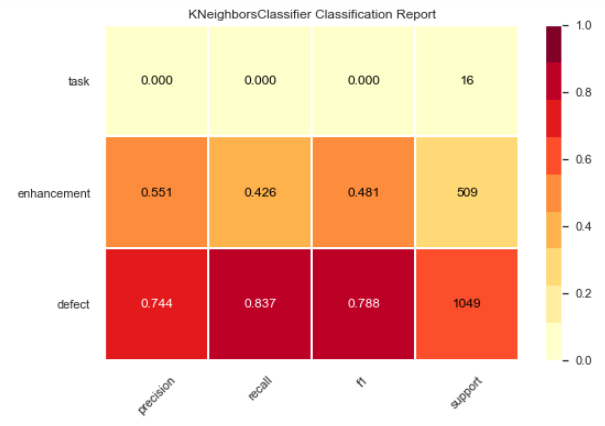 KNeighborsClassifier Classification Report
task 0.000 0.000 0.000 16
enhancement 0.551 0.426 0.481 509
defect 0.744 0.837 0.788 1049
precision recall f1 support
1.0
0.8
0.6
0.4
0.2
0.0